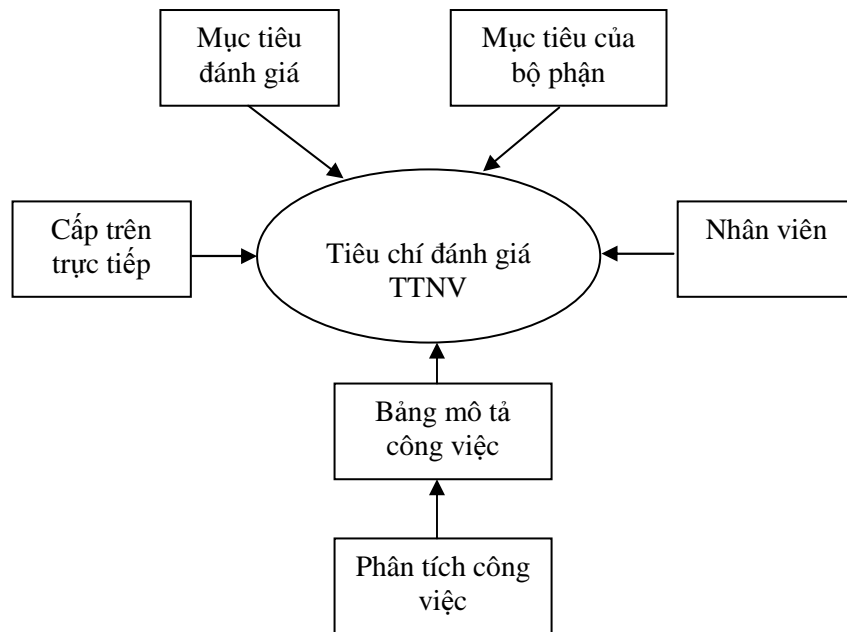 Mục tiêu
đánh giá
Mục tiêu của
bộ phận
Cấp trên
trực tiếp
Tiêu chí đánh giá
TTNV
Nhân viên
Bảng mô tả
công việc
Phân tích công
việc